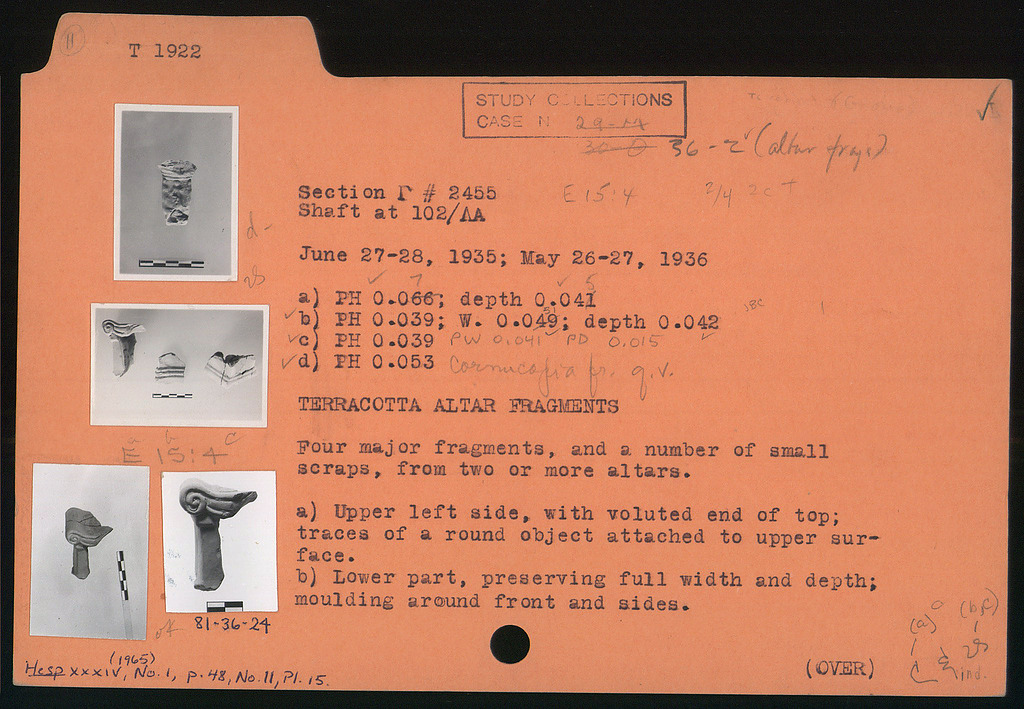 11
T 1922
STUDY COLLECTIONS
CASE N 29-
36-2 (altar frags)
Section Γ # 2455
E 15:4
2/4
Shaft at 102/ΛΑ
June 27-28, 1935; May 26-27, 1936
a) PH 0.066; depth 0.041
b) PH 0.039; W. 0.049; depth 0.042
c) PH 0.039 PW 0.041 PD 0.015
d) PH 0.053 Cornucopia fr. q.v.
TERRACOTTA ALTAR FRAGMENTS
Four major fragments, and a number of small
scraps, from two or more altars.
a) Upper left side, with voluted end of top;
traces of a round object attached to upper sur-
face.
b) Lower part, preserving full width and depth;
moulding around front and sides.
(OVER)
d-
a b c
E 15:4
81-36-24
(1965)
Hesp XXXIV, No. 1, p. 48, No. 11, Pl. 15.
(a)
ind.